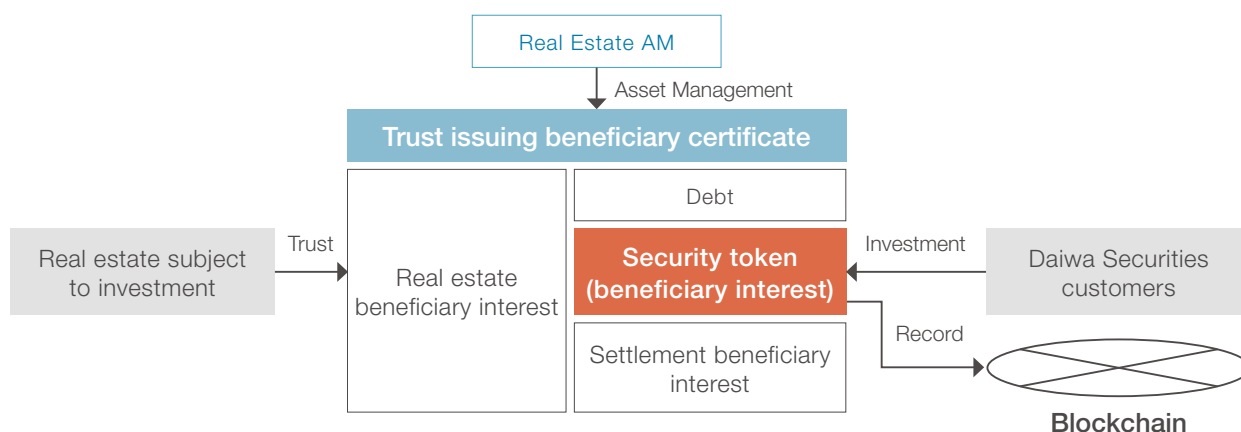 Real Estate AM
Asset Management
Trust issuing beneficiary certificate
Debt
Real estate subject
to investment
Trust
Real estate
beneficiary interest
Security token
(beneficiary interest)
Investment
Daiwa Securities
customers
Record
Settlement beneficiary
interest
Blockchain